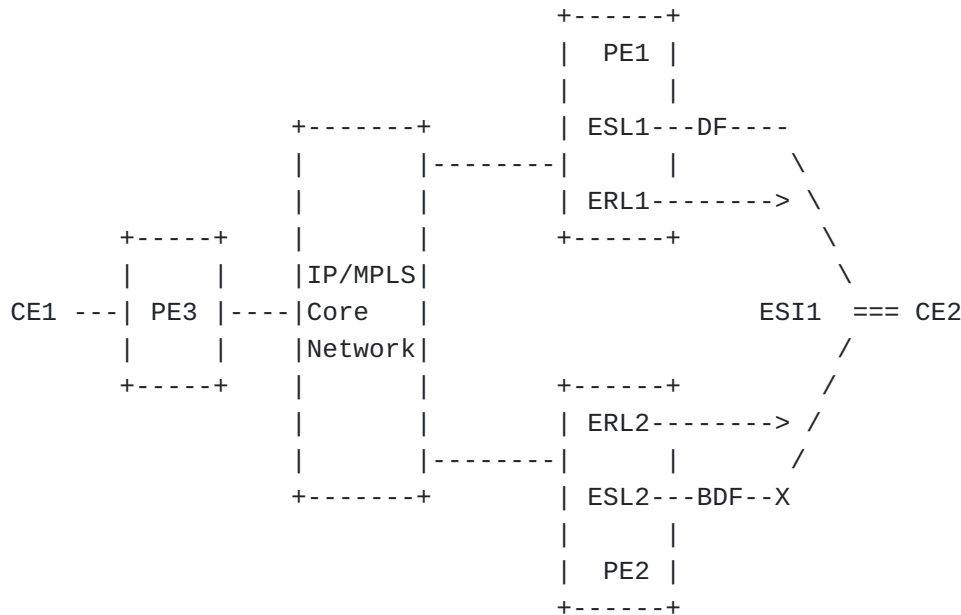 +------+
|  PE1 |
|      |
+-------+ | ESL1---DF----
|       |--------|      | \
|       | | ERL1--------> \
+-----+ |       | +------+ \
|     | |IP/MPLS| \
CE1 ---| PE3 |----|Core   | ESI1  === CE2
|     | |Network| /
+-----+ |       | +------+ /
|       | | ERL2--------> /
|       |--------|      | /
+-------+ | ESL2---BDF--X
|      |
|  PE2 |
+------+